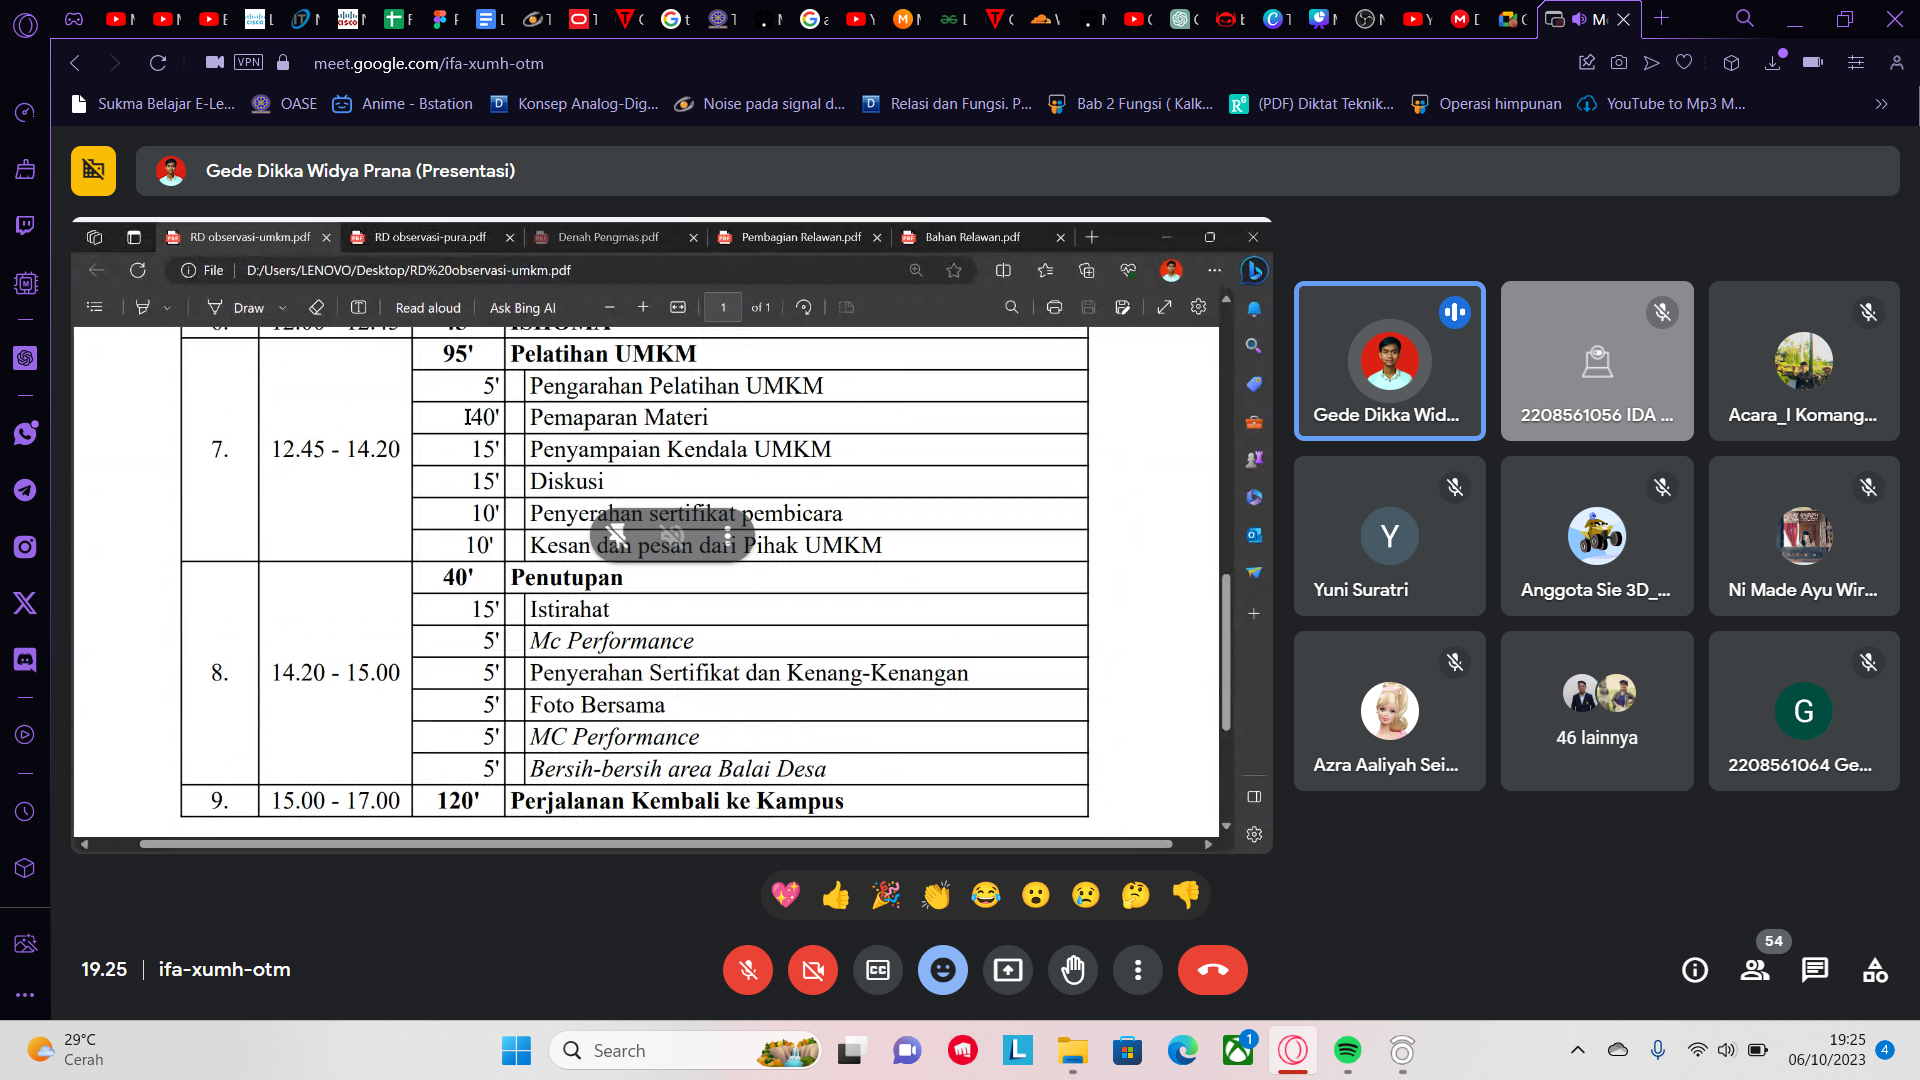 VPN
meet.google.com/ifa-xumh-otm
Sukma Belajar E-Le...
OASE
Anime - Bstation
Konsep Analog-Dig...
Noise pada signal d...
Relasi dan Fungsi. P...
Bab 2 Fungsi ( Kalk...
(PDF) Diktat Teknik...
Operasi himpunan
YouTube to Mp3 M...
Gede Dikka Widya Prana (Presentasi)
RD observasi-umkm.pdf
RD observasi-pura.pdf
Denah Pengmas.pdf
Pembagian Relawan.pdf
Bahan Relawan.pdf
File
D:/Users/LENOVO/Desktop/RD%20observasi-umkm.pdf
Draw
Read aloud
Ask Bing AI
1
of 1
95' Pelatihan UMKM
5' Pengarahan Pelatihan UMKM
40' Pemaparan Materi
7. 12.45 - 14.20 15' Penyampaian Kendala UMKM
15' Diskusi
10' Penyerahan sertifikat pembicara
10' Kesan dan pesan dari Pihak UMKM
40' Penutupan
15' Istirahat
5' Mc Performance
8. 14.20 - 15.00 5' Penyerahan Sertifikat dan Kenang-Kenangan
5' Foto Bersama
5' MC Performance
5' Bersih-bersih area Balai Desa
9. 15.00 - 17.00 120' Perjalanan Kembali ke Kampus
Gede Dikka Wid...
2208561056 IDA ...
Acara_I Komang...
Y
Yuni Suratri
Anggota Sie 3D_...
Ni Made Ayu Wir...
Azra Aaliyah Sei...
46 lainnya
G
2208561064 Ge...
19.25
ifa-xumh-otm
54
29°C
Cerah
Search
1
19:25
06/10/2023
4